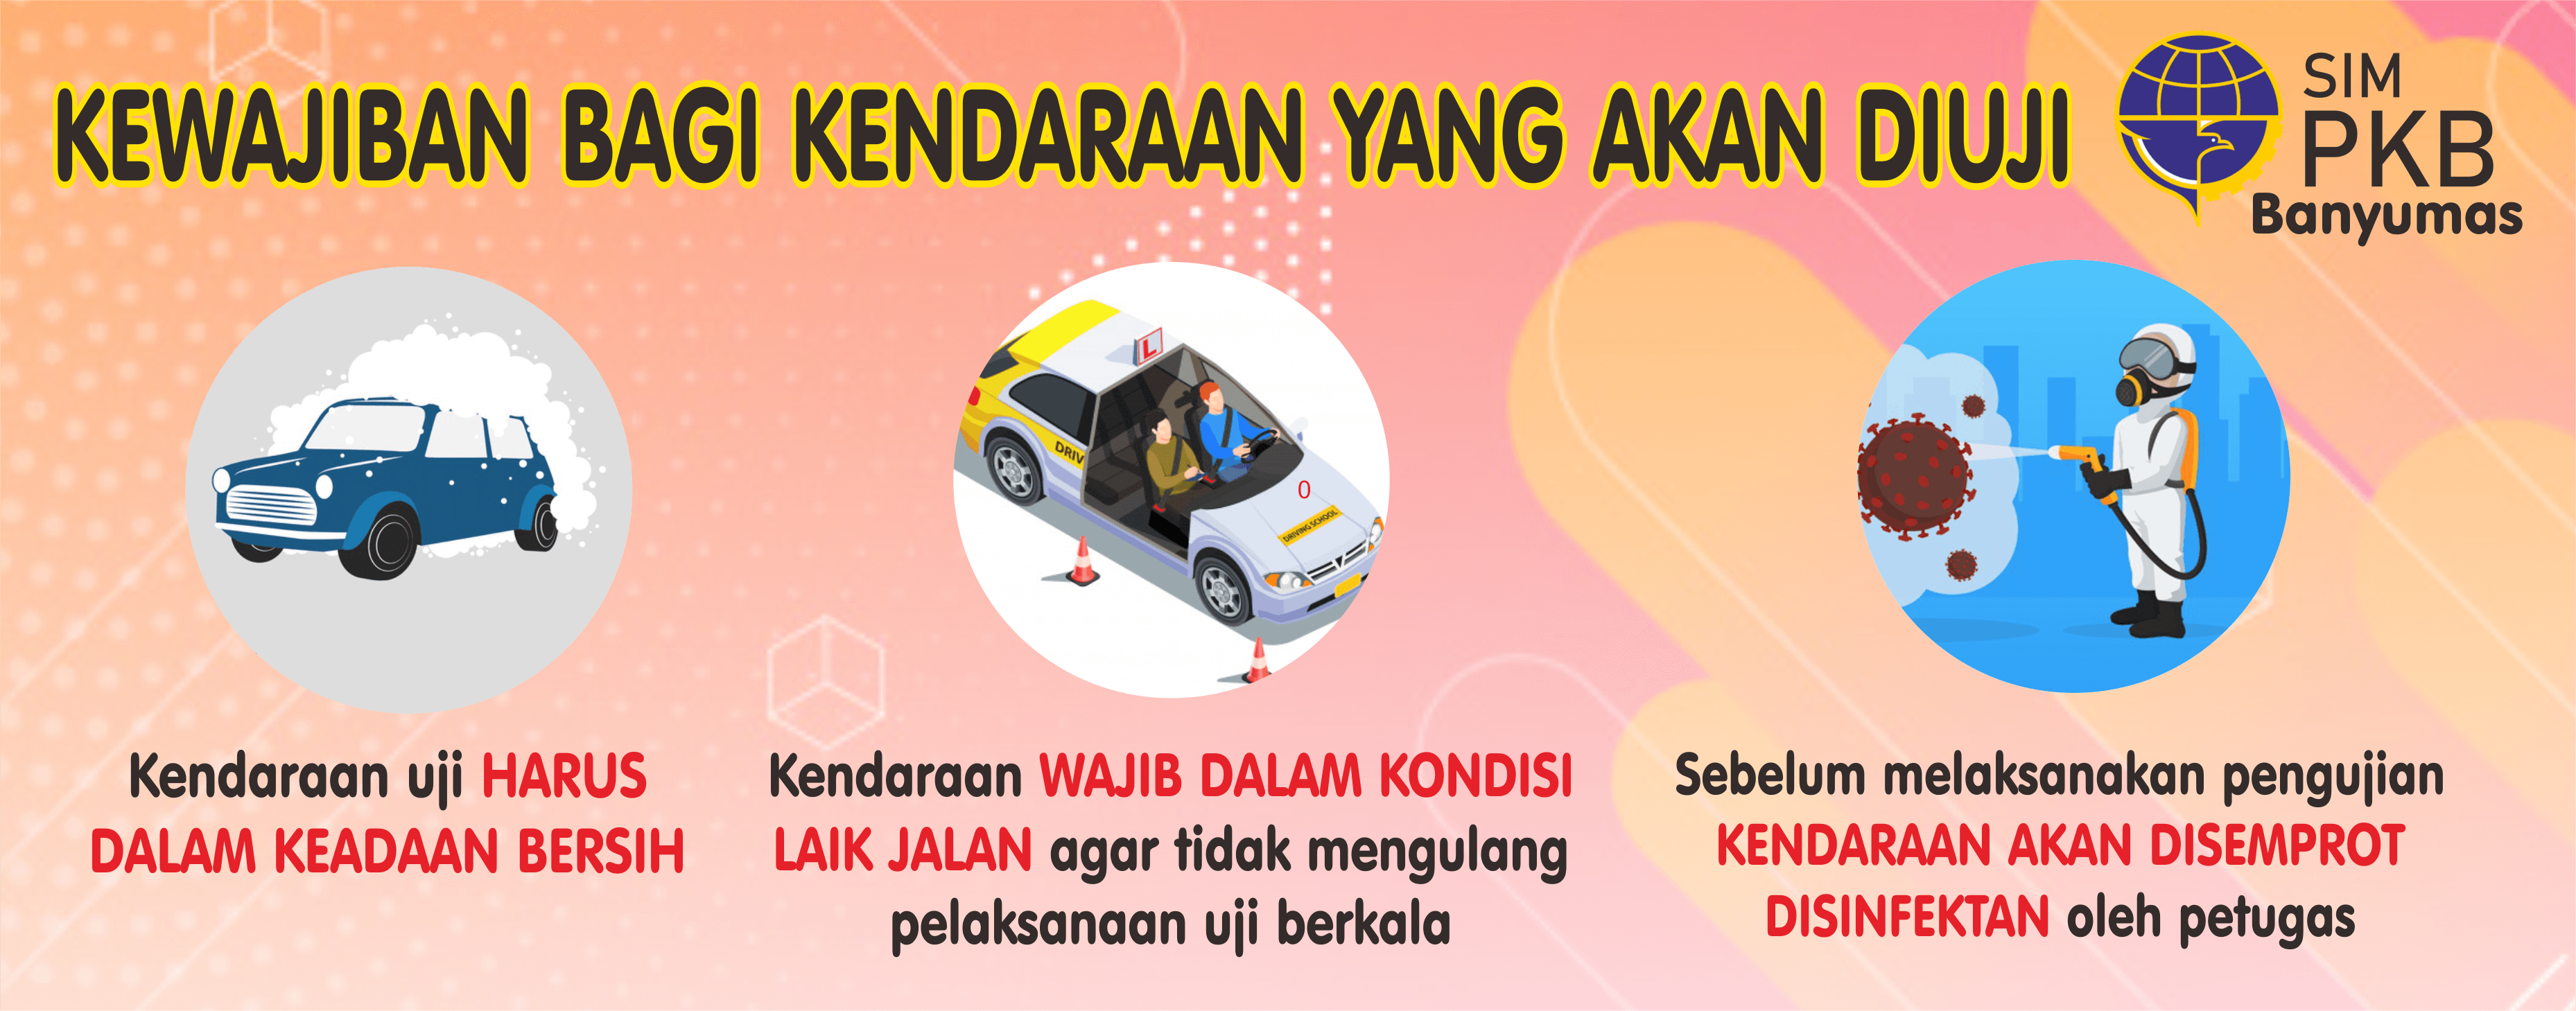 KEWAJIBAN BAGI KENDARAAN YANG AKAN DIUJI
SIM
PKB
Banyumas
L
DRIV
0
DRIVING SCHOOL
Kendaraan uji HARUS
DALAM KEADAAN BERSIH
Kendaraan WAJIB DALAM KONDISI
LAIK JALAN agar tidak mengulang
pelaksanaan uji berkala
Sebelum melaksanakan pengujian
KENDARAAN AKAN DISEMPROT
DISINFEKTAN oleh petugas